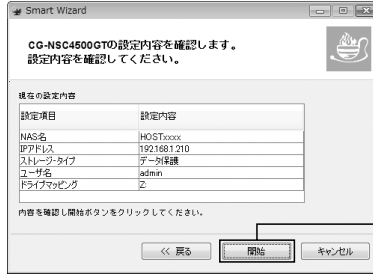 Smart Wizard
CG-NSC4500GTの設定内容を確認します。
設定内容を確認してください。
現在の設定内容
設定項目 設定内容
NAS名 HOSTxxxx
IPアドレス 192.168.1.210
ストレージ・タイプ データ保護
ユーザ名 admin
ドライブマッピング Z:
内容を確認し開始ボタンをクリックしてください。
<< 戻る 開始 キャンセル